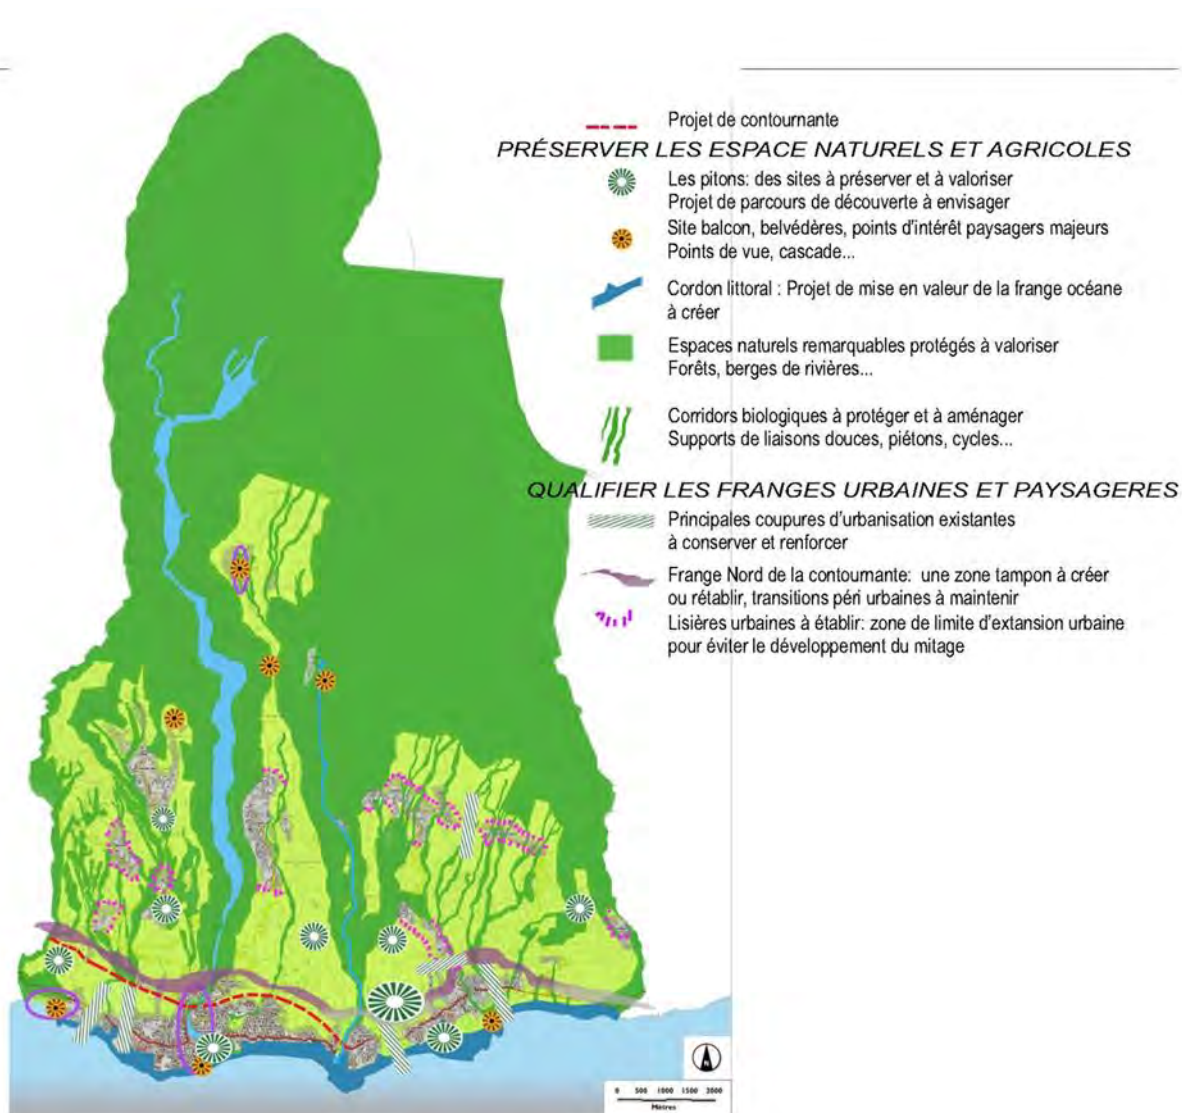 Projet de contournante
PRÉSERVER LES ESPACE NATURELS ET AGRICOLES
Les pitons: des sites à préserver et à valoriser
Projet de parcours de découverte à envisager
Site balcon, belvédères, points d'intérêt paysagers majeurs
Points de vue, cascade...
Cordon littoral : Projet de mise en valeur de la frange océane
à créer
Espaces naturels remarquables protégés à valoriser
Forêts, berges de rivières...
Corridors biologiques à protéger et à aménager
Supports de liaisons douces, piétons, cycles...
QUALIFIER LES FRANGES URBAINES ET PAYSAGERES
Principales coupures d'urbanisation existantes
à conserver et renforcer
Frange Nord de la contournante: une zone tampon à créer
ou rétablir, transitions péri urbaines à maintenir
Lisières urbaines à établir: zone de limite d'extansion urbaine
pour éviter le développement du mitage
N
0 500 1000 1500 2000
Mètres